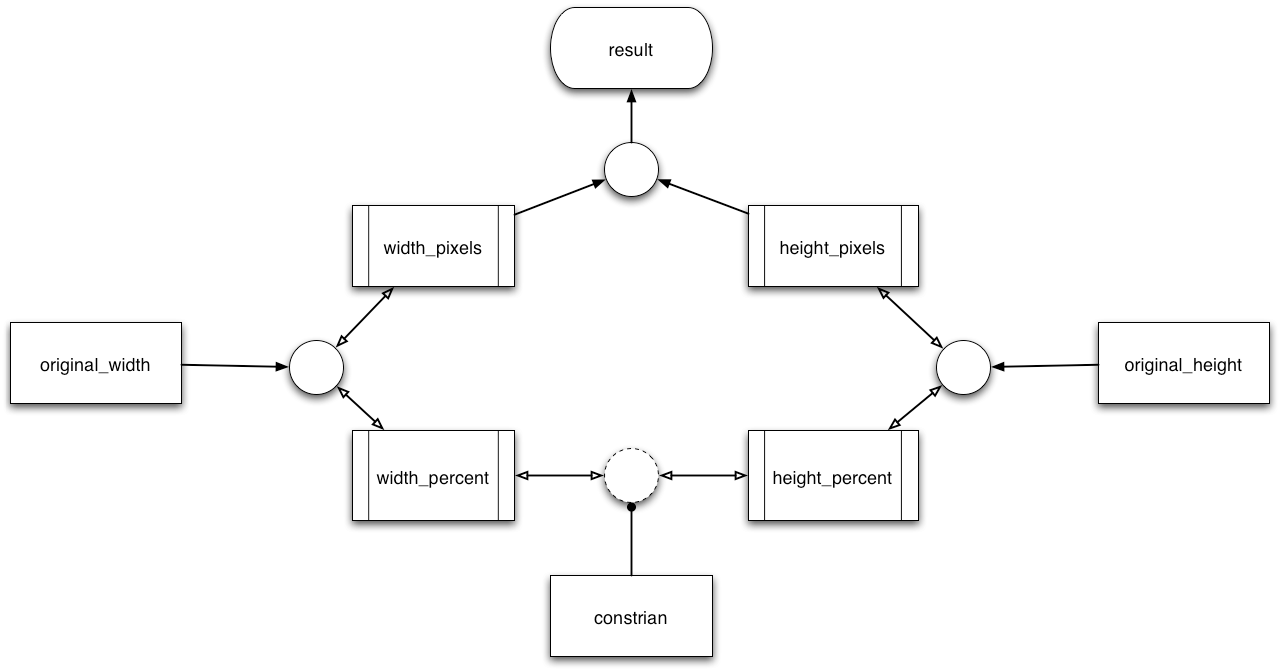 result
width_pixels
height_pixels
original_width
original_height
width_percent
height_percent
constrian